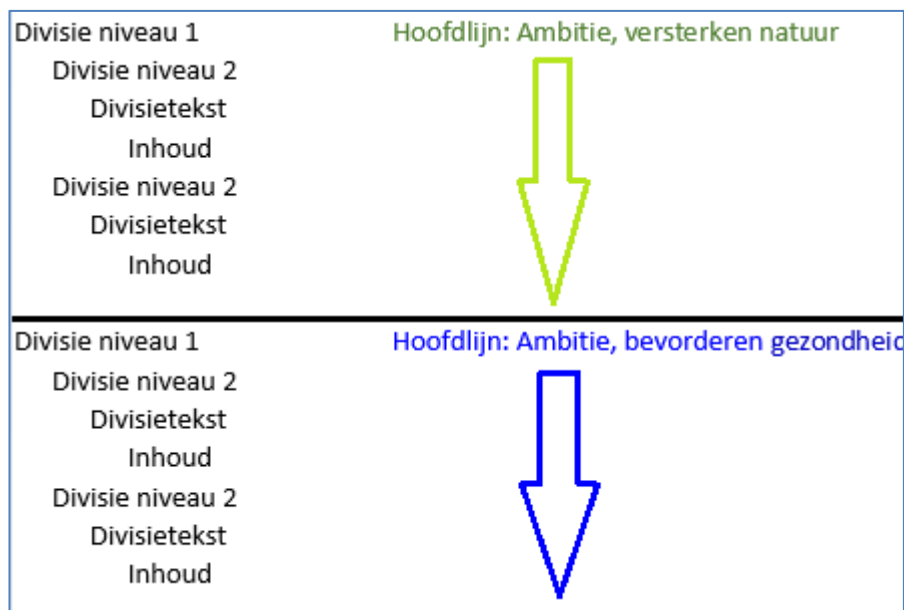 Divisie niveau 1 Hoofdlijn: Ambitie, versterken natuur
Divisie niveau 2
Divisietekst
Inhoud
Divisie niveau 2
Divisietekst
Inhoud
Divisie niveau 1 Hoofdlijn: Ambitie, bevorderen gezondheid
Divisie niveau 2
Divisietekst
Inhoud
Divisie niveau 2
Divisietekst
Inhoud